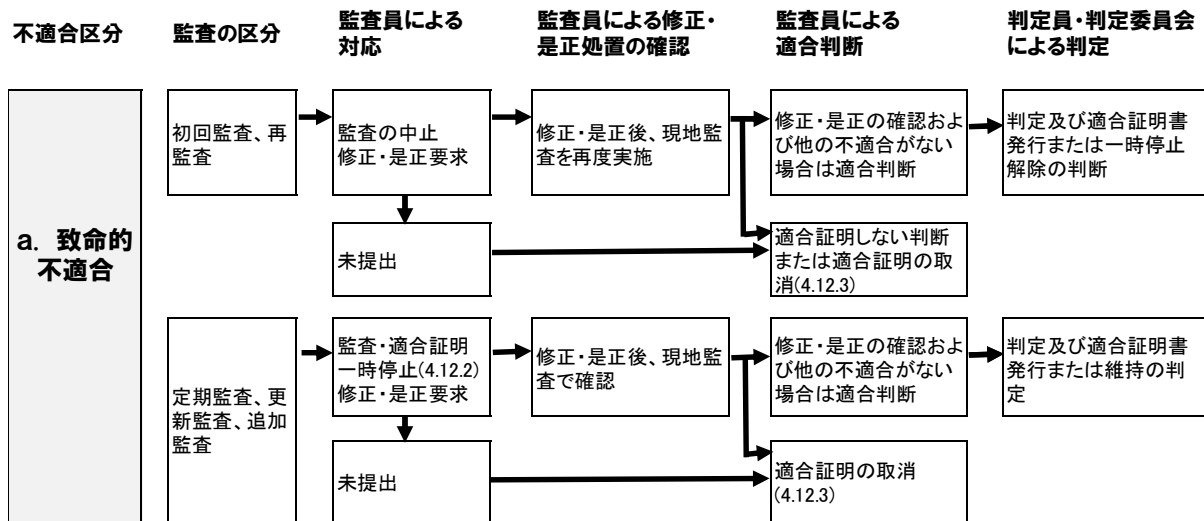 不適合区分
監査の区分
監査員による
対応
監査員による修正・
是正処置の確認
監査員による
適合判断
判定員・判定委員会
による判定
a. 致命的
不適合
初回監査、再
監査
監査の中止
修正・是正要求
修正・是正後、現地監
査を再度実施
修正・是正の確認およ
び他の不適合がない
場合は適合判断
判定及び適合証明書
発行または一時停止
解除の判断
未提出
適合証明しない判断
または適合証明の取
消(4.12.3)
定期監査、更
新監査、追加
監査
監査・適合証明
一時停止(4.12.2)
修正・是正要求
修正・是正後、現地監
査で確認
修正・是正の確認およ
び他の不適合がない
場合は適合判断
判定及び適合証明書
発行または維持の判
定
未提出
適合証明の取消
(4.12.3)